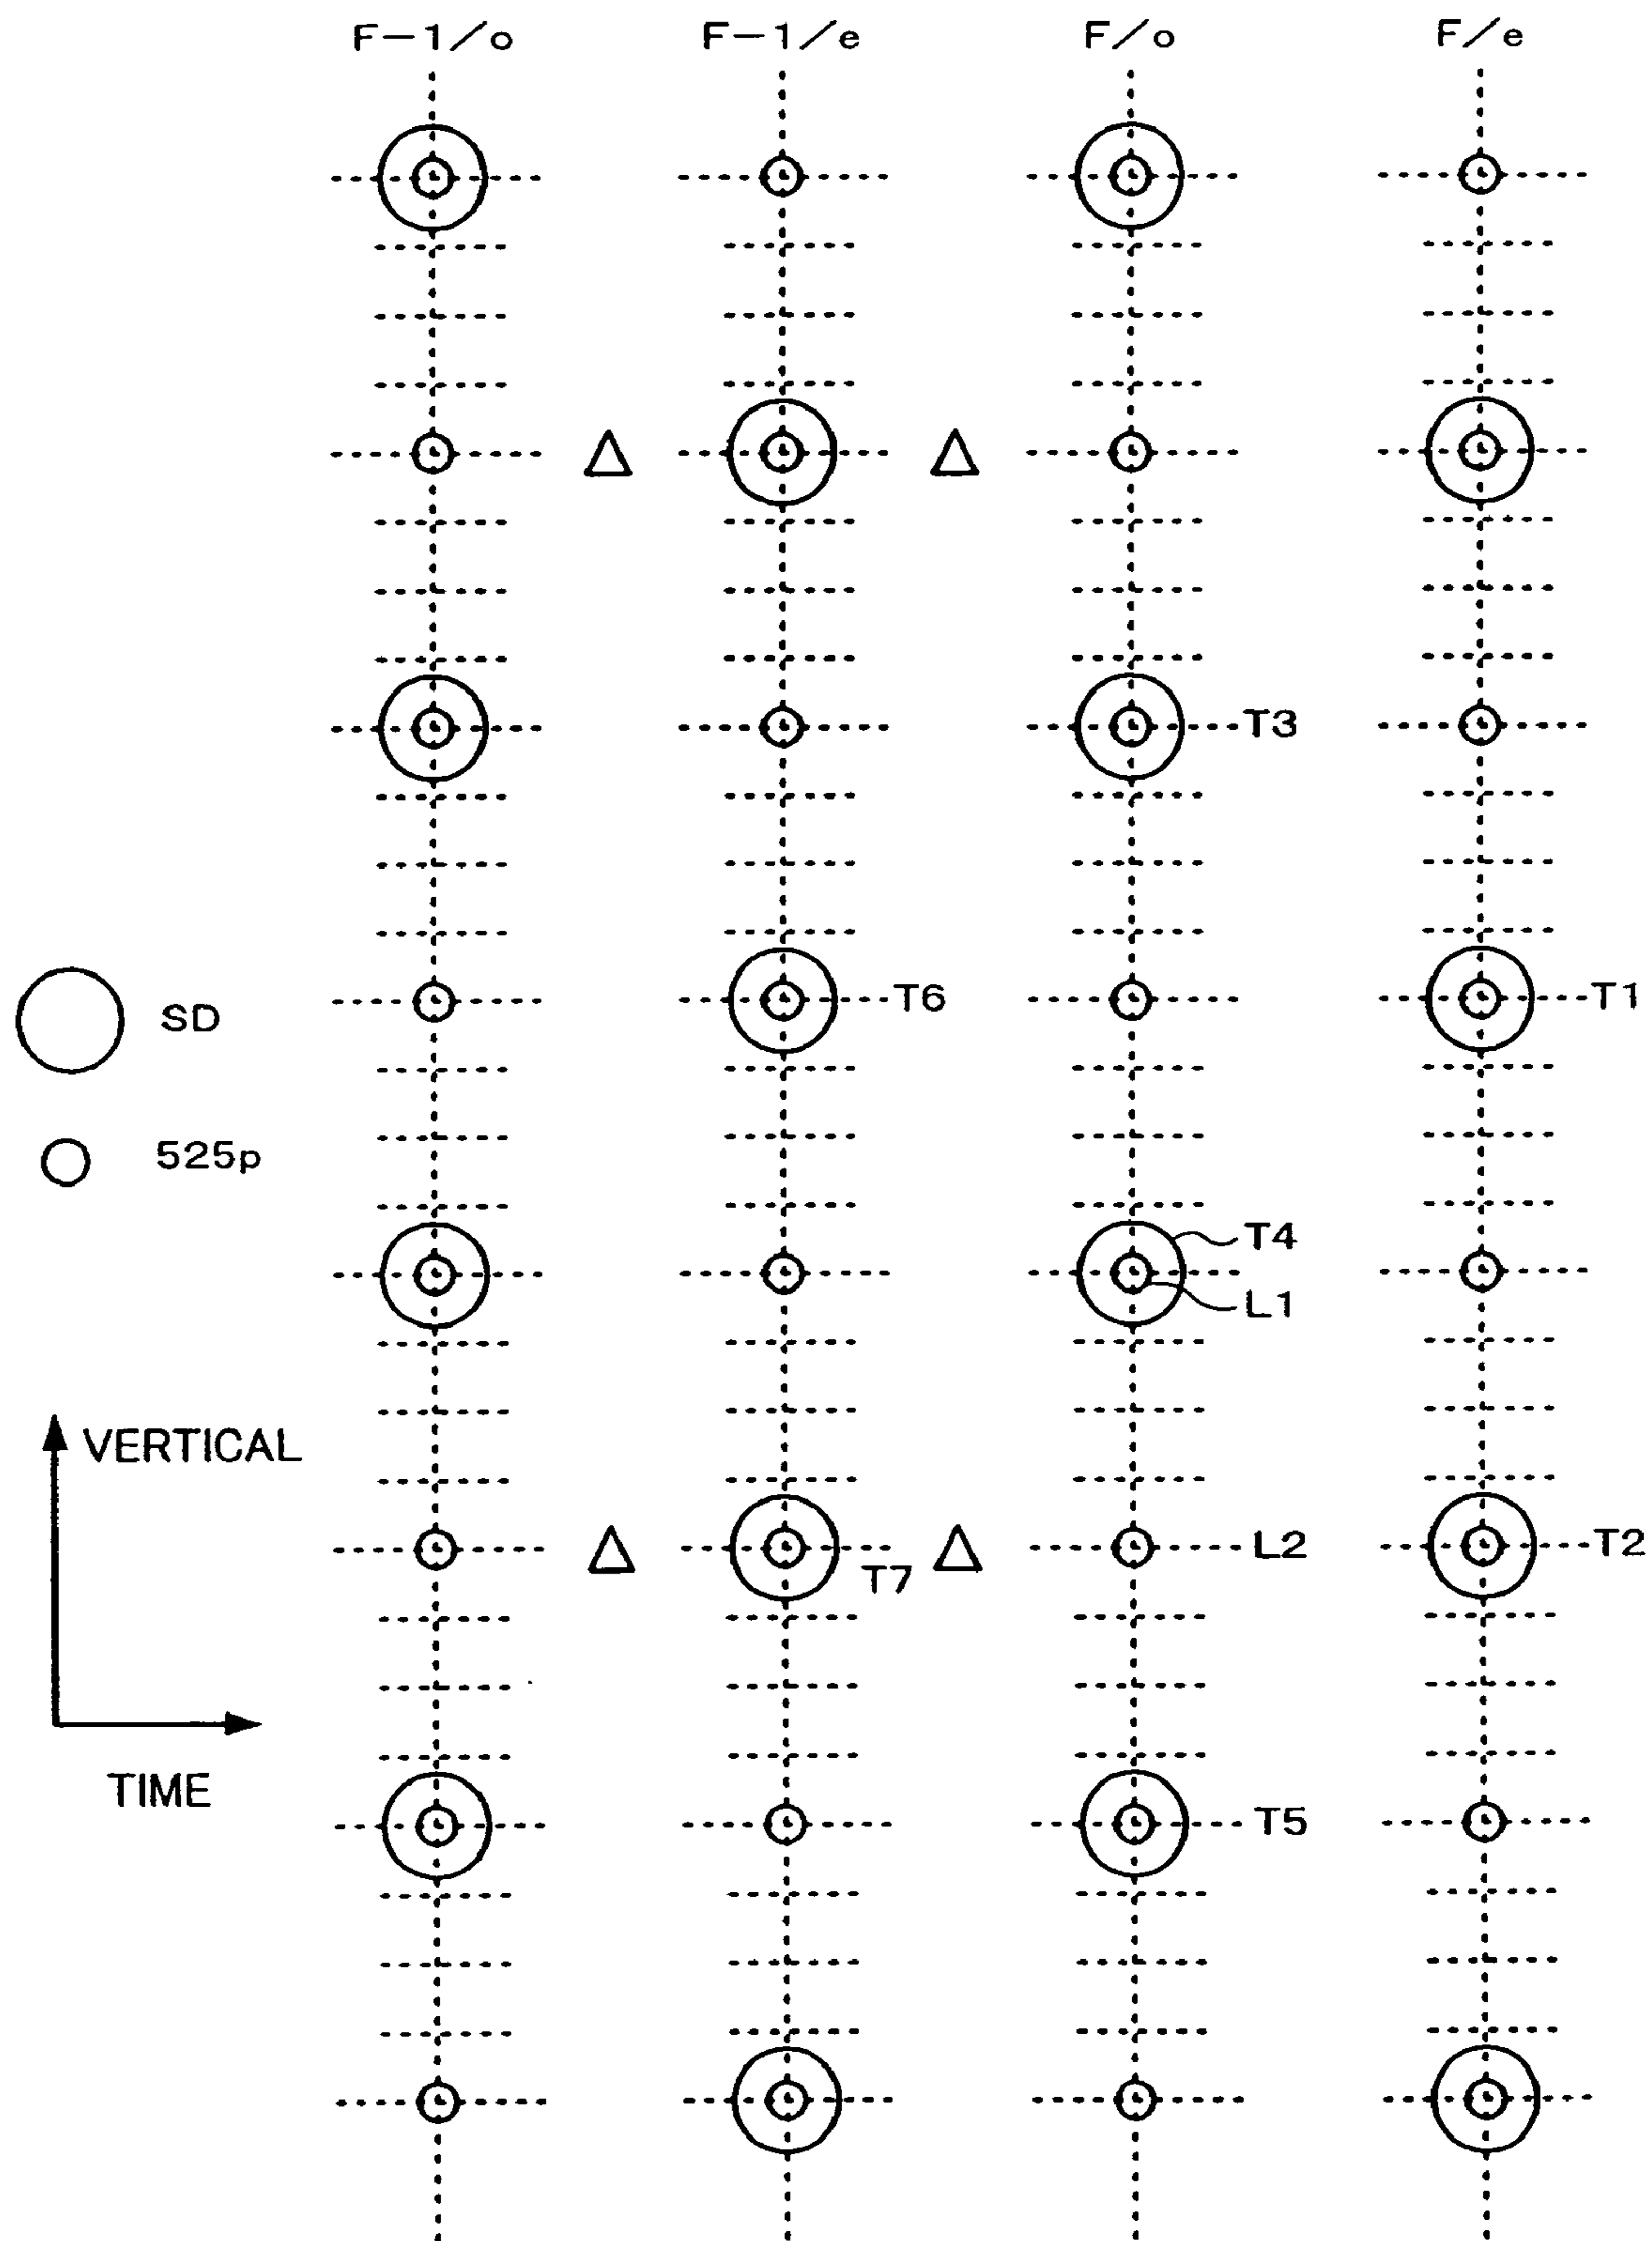 F-1/o F-1/e F/o F/e
T3
T6 T1
SD
525p
T4
L1
VERTICAL
L2 T2
T7
TIME
T5